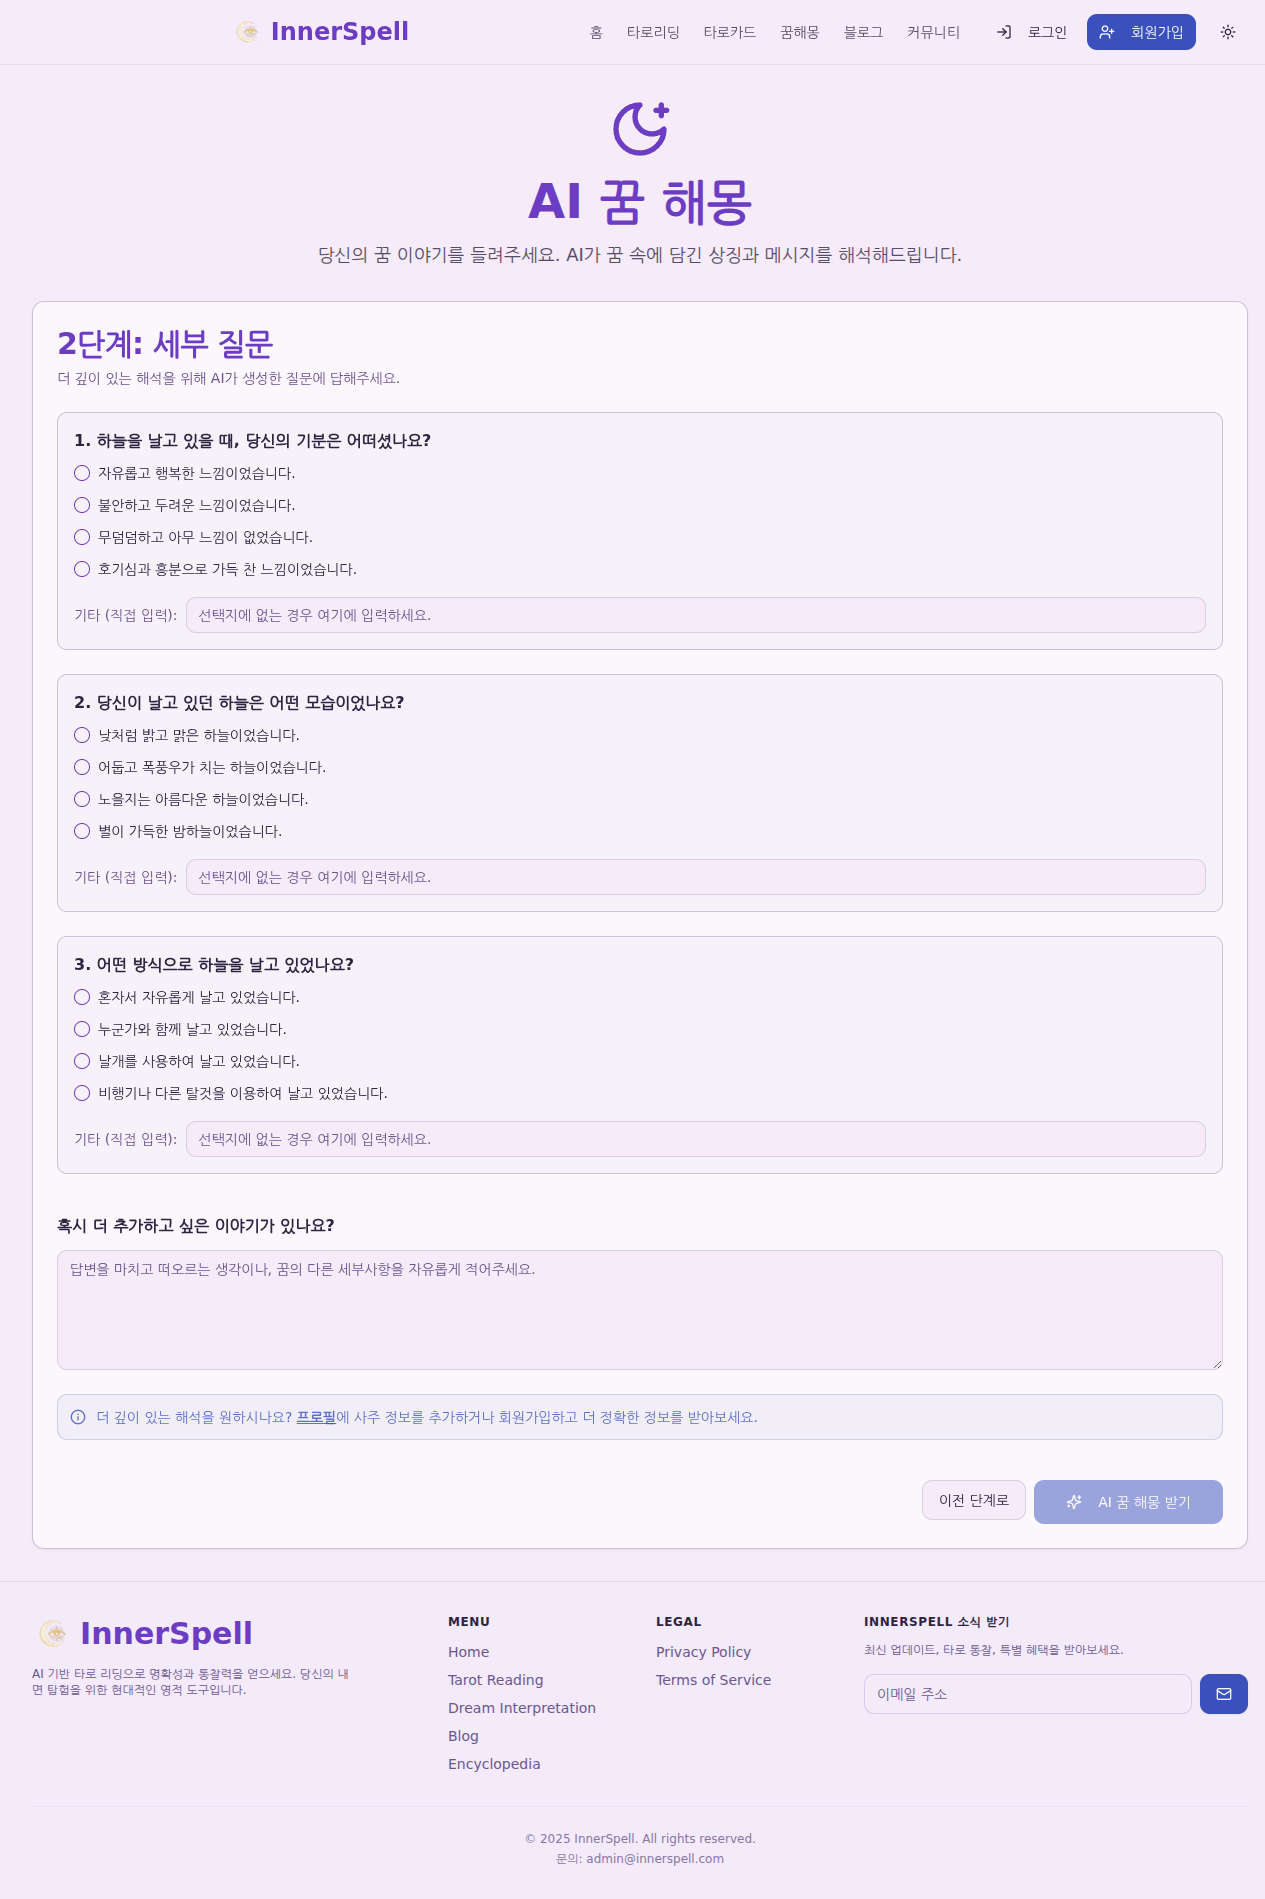 InnerSpell
홈 타로리딩 타로카드 꿈해몽 블로그 커뮤니티 로그인 회원가입
AI 꿈 해몽
당신의 꿈 이야기를 들려주세요. AI가 꿈 속에 담긴 상징과 메시지를 해석해드립니다.
2단계: 세부 질문
더 깊이 있는 해석을 위해 AI가 생성한 질문에 답해주세요.
1. 하늘을 날고 있을 때, 당신의 기분은 어떠셨나요?
자유롭고 행복한 느낌이었습니다.
불안하고 두려운 느낌이었습니다.
무덤덤하고 아무 느낌이 없었습니다.
호기심과 흥분으로 가득 찬 느낌이었습니다.
기타 (직접 입력): 선택지에 없는 경우 여기에 입력하세요.
2. 당신이 날고 있던 하늘은 어떤 모습이었나요?
낮처럼 밝고 맑은 하늘이었습니다.
어둡고 폭풍우가 치는 하늘이었습니다.
노을지는 아름다운 하늘이었습니다.
별이 가득한 밤하늘이었습니다.
기타 (직접 입력): 선택지에 없는 경우 여기에 입력하세요.
3. 어떤 방식으로 하늘을 날고 있었나요?
혼자서 자유롭게 날고 있었습니다.
누군가와 함께 날고 있었습니다.
날개를 사용하여 날고 있었습니다.
비행기나 다른 탈것을 이용하여 날고 있었습니다.
기타 (직접 입력): 선택지에 없는 경우 여기에 입력하세요.
혹시 더 추가하고 싶은 이야기가 있나요?
답변을 마치고 떠오르는 생각이나, 꿈의 다른 세부사항을 자유롭게 적어주세요.
더 깊이 있는 해석을 원하시나요? 프로필에 사주 정보를 추가하거나 회원가입하고 더 정확한 정보를 받아보세요.
이전 단계로 AI 꿈 해몽 받기
InnerSpell
AI 기반 타로 리딩으로 명확성과 통찰력을 얻으세요. 당신의 내
면 탐험을 위한 현대적인 영적 도구입니다.
MENU
Home
Tarot Reading
Dream Interpretation
Blog
Encyclopedia
LEGAL
Privacy Policy
Terms of Service
INNERSPELL 소식 받기
최신 업데이트, 타로 통찰, 특별 혜택을 받아보세요.
이메일 주소
© 2025 InnerSpell. All rights reserved.
문의: admin@innerspell.com